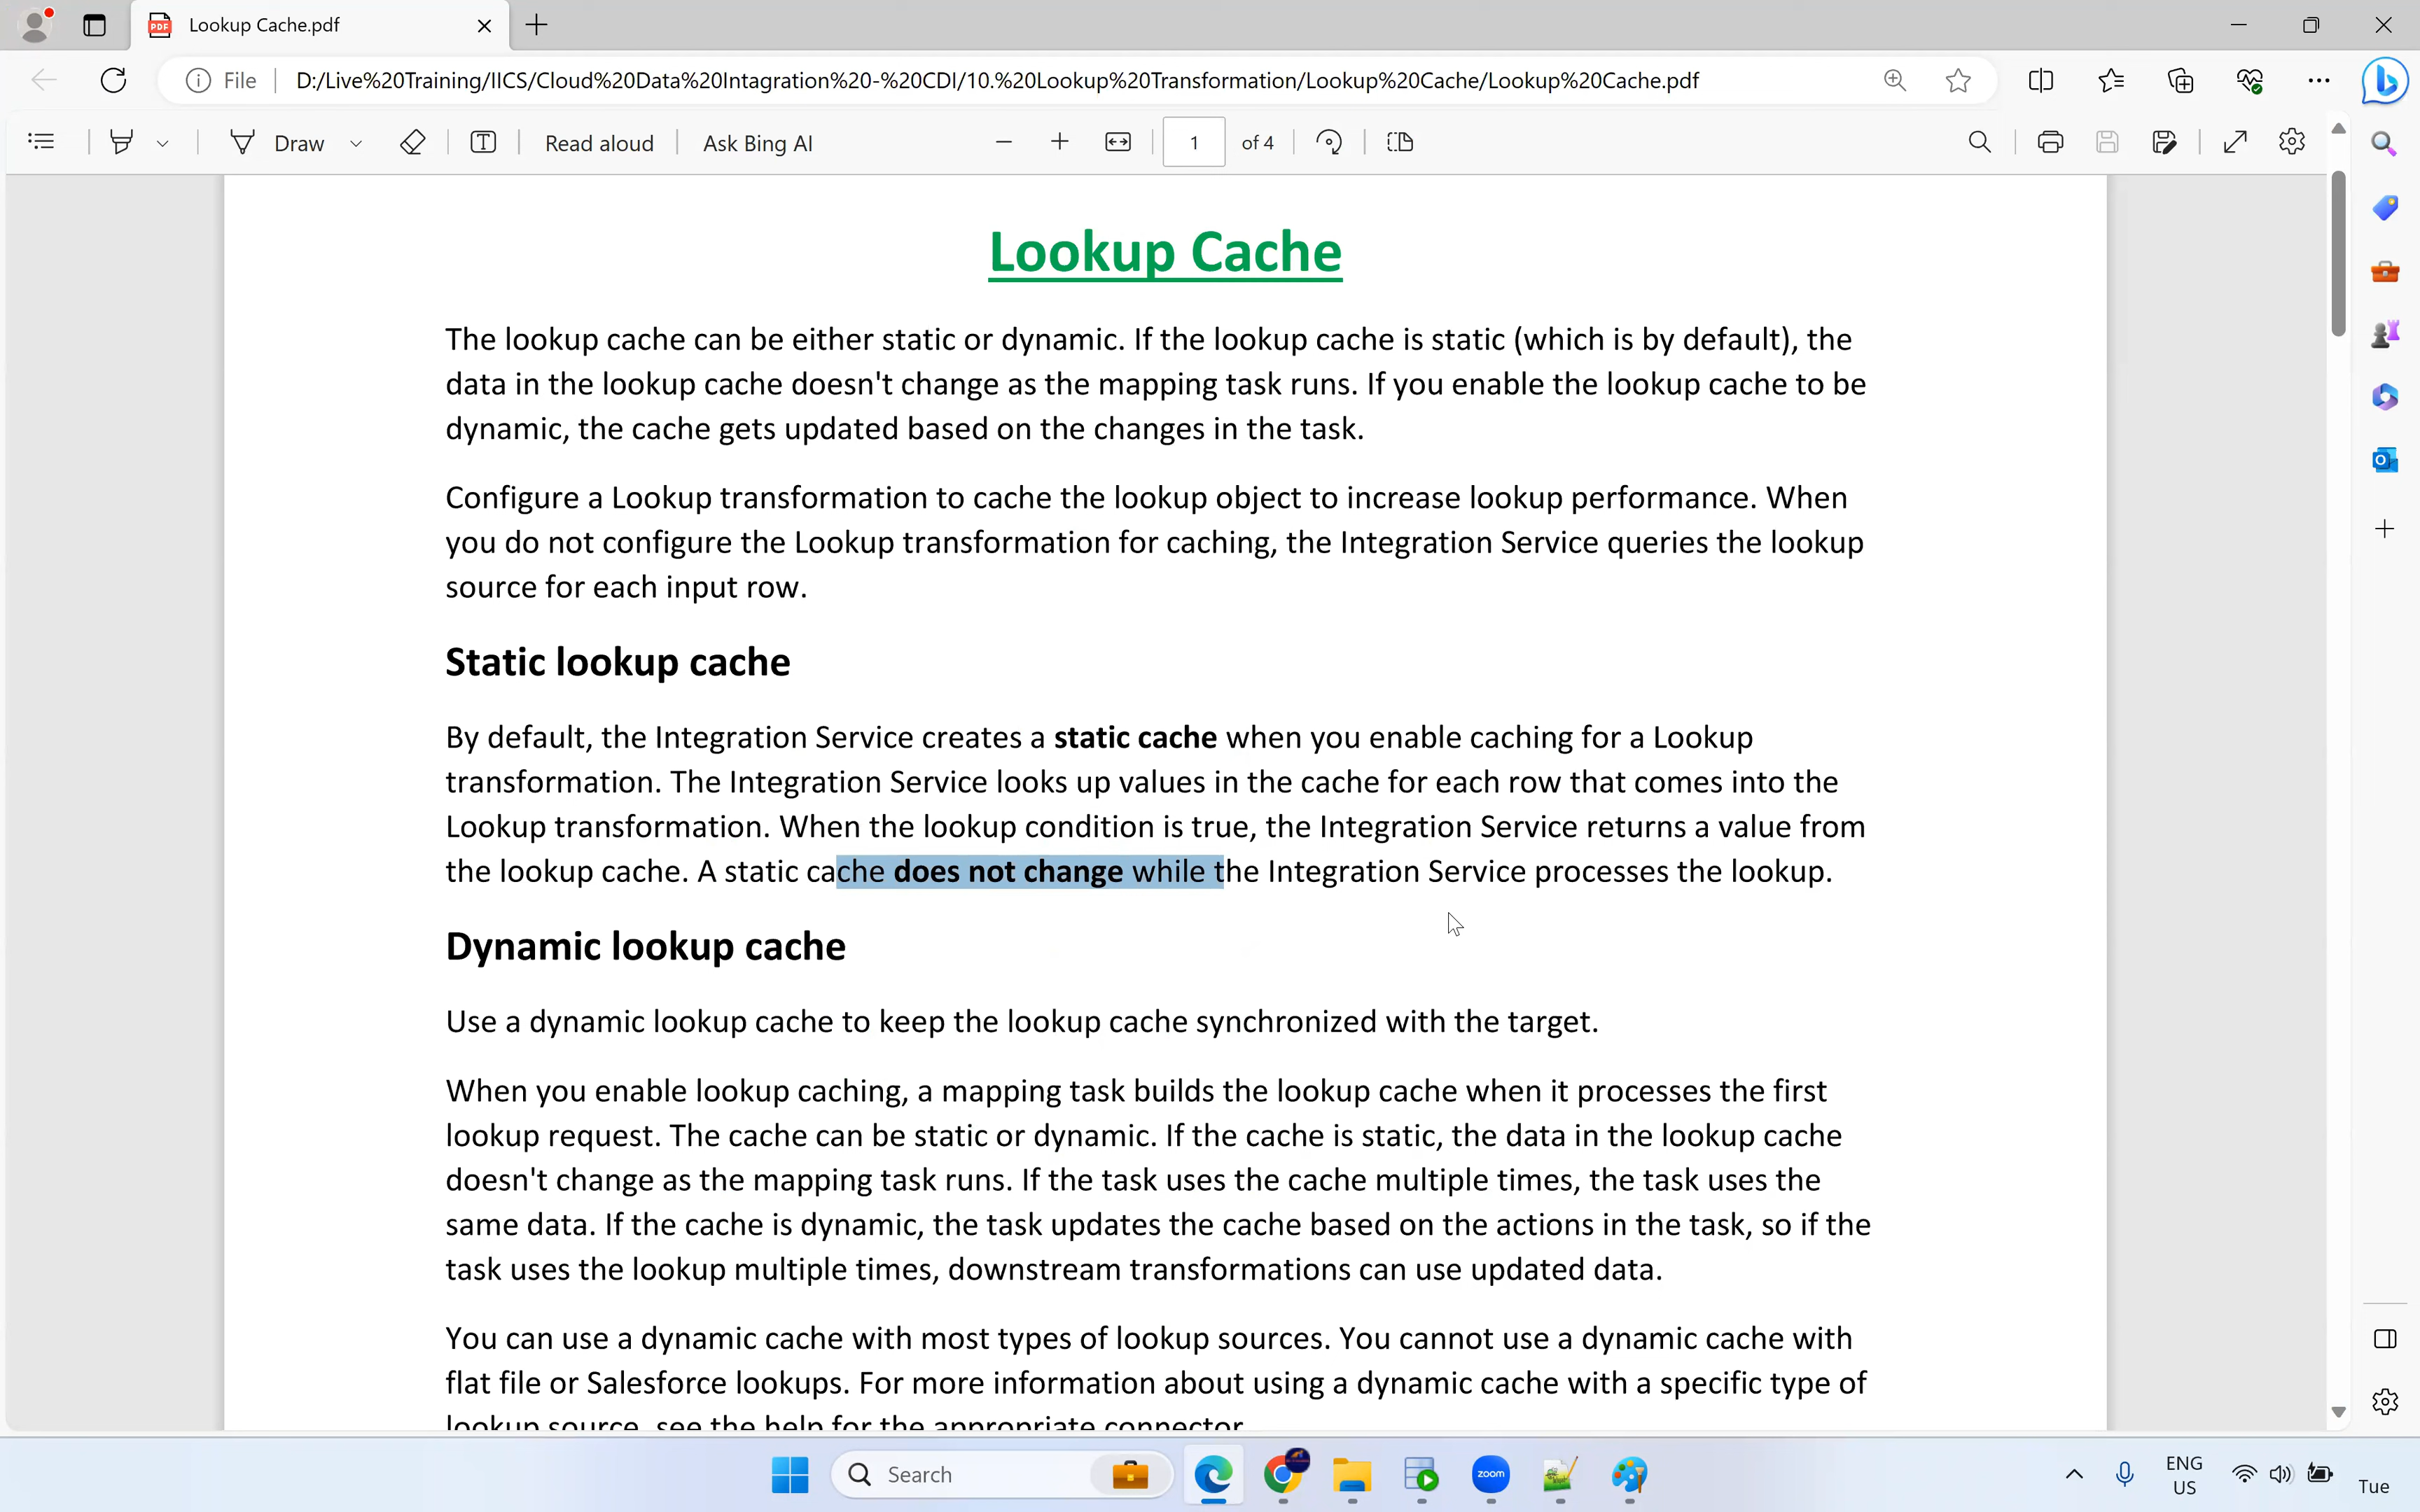 Lookup Cache.pdf
File
D:/Live%20Training/IICS/Cloud%20Data%20Intagration%20-%20CDI/10.%20Lookup%20Transformation/Lookup%20Cache/Lookup%20Cache.pdf
Draw
Read aloud
Ask Bing AI
1 of 4
Lookup Cache
The lookup cache can be either static or dynamic. If the lookup cache is static (which is by default), the
data in the lookup cache doesn't change as the mapping task runs. If you enable the lookup cache to be
dynamic, the cache gets updated based on the changes in the task.
Configure a Lookup transformation to cache the lookup object to increase lookup performance. When
you do not configure the Lookup transformation for caching, the Integration Service queries the lookup
source for each input row.
Static lookup cache
By default, the Integration Service creates a static cache when you enable caching for a Lookup
transformation. The Integration Service looks up values in the cache for each row that comes into the
Lookup transformation. When the lookup condition is true, the Integration Service returns a value from
the lookup cache. A static cache does not change while the Integration Service processes the lookup.
Dynamic lookup cache
Use a dynamic lookup cache to keep the lookup cache synchronized with the target.
When you enable lookup caching, a mapping task builds the lookup cache when it processes the first
lookup request. The cache can be static or dynamic. If the cache is static, the data in the lookup cache
doesn't change as the mapping task runs. If the task uses the cache multiple times, the task uses the
same data. If the cache is dynamic, the task updates the cache based on the actions in the task, so if the
task uses the lookup multiple times, downstream transformations can use updated data.
You can use a dynamic cache with most types of lookup sources. You cannot use a dynamic cache with
flat file or Salesforce lookups. For more information about using a dynamic cache with a specific type of
lookup source, see the help for the appropriate connector.
Search
zoom
ENG
US
Tue